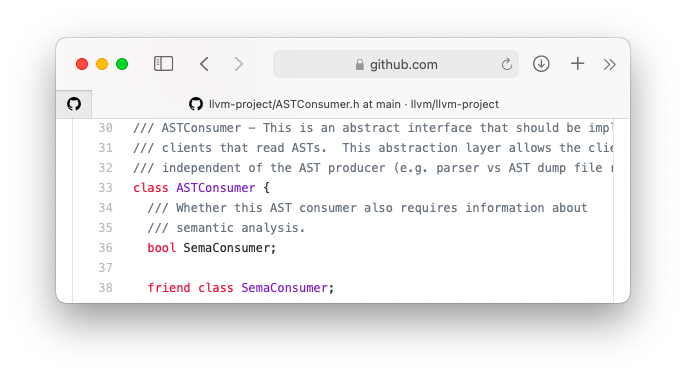 github.com
llvm-project/ASTConsumer.h at main · llvm/llvm-project
30 /// ASTConsumer – This is an abstract interface that should be
31 /// clients that read ASTs.  This abstraction layer allows the
32 /// independent of the AST producer (e.g. parser vs AST dump file
33 class ASTConsumer {
34   /// Whether this AST consumer also requires information about
35   /// semantic analysis.
36   bool SemaConsumer;
37
38   friend class SemaConsumer;